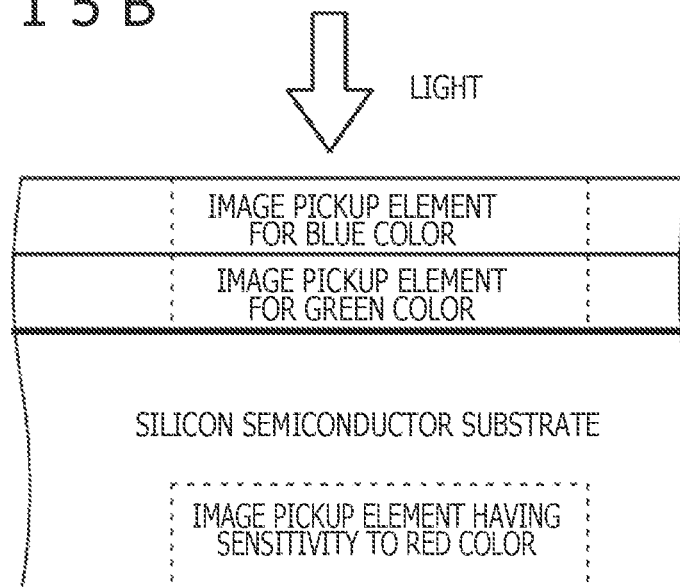 15B
LIGHT
IMAGE PICKUP ELEMENT
FOR BLUE COLOR
IMAGE PICKUP ELEMENT
FOR GREEN COLOR
SILICON SEMICONDUCTOR SUBSTRATE
IMAGE PICKUP ELEMENT HAVING
SENSITIVITY TO RED COLOR